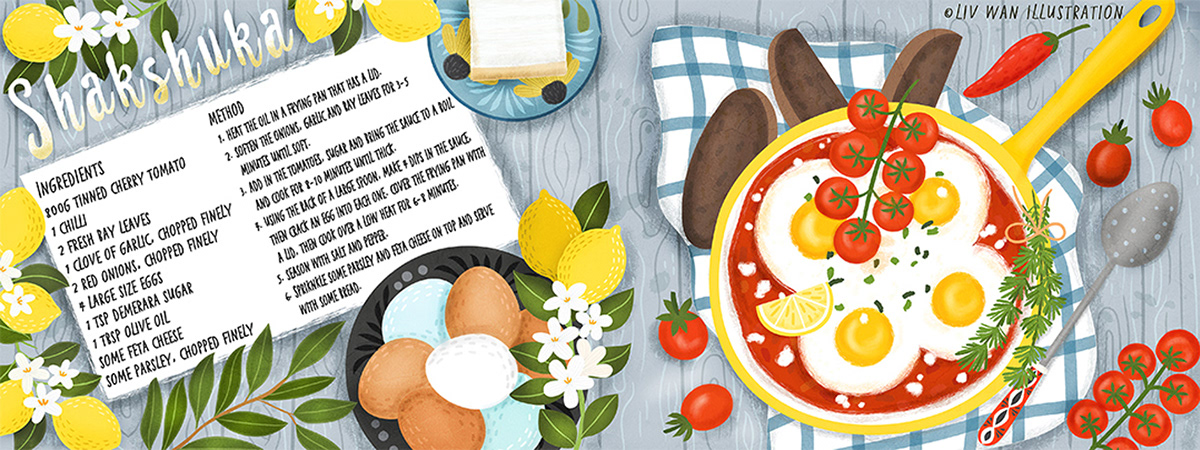 Shakshuka
INGREDIENTS
800G TINNED CHERRY TOMATO
1 CHILLI
2 FRESH BAY LEAVES
1 CLOVE OF GARLIC, CHOPPED FINELY
2 RED ONIONS, CHOPPED FINELY
4 LARGE SIZE EGGS
1 TSP DEMERARA SUGAR
1 TBSP OLIVE OIL
SOME FETA CHEESE
SOME PARSLEY, CHOPPED FINELY
METHOD
1. HEAT THE OIL IN A FRYING PAN THAT HAS A LID.
2. SOFTEN THE ONIONS, GARLIC AND BAY LEAVES FOR 3-5
MINUTES UNTIL SOFT.
3. ADD IN THE TOMATOES, SUGAR AND BRING THE SAUCE TO A BOIL
AND COOK FOR 8-10 MINUTES UNTIL THICK.
4. USING THE BACK OF A LARGE SPOON, MAKE 4 DIPS IN THE SAUCE,
THEN CRACK AN EGG INTO EACH ONE. COVER THE FRYING PAN WITH
A LID, THEN COOK OVER A LOW HEAT FOR 6-8 MINUTES.
5. SEASON WITH SALT AND PEPPER.
6. SPRINKLE SOME PARSLEY AND FETA CHEESE ON TOP AND SERVE
WITH SOME BREAD.
©LIV WAN ILLUSTRATION